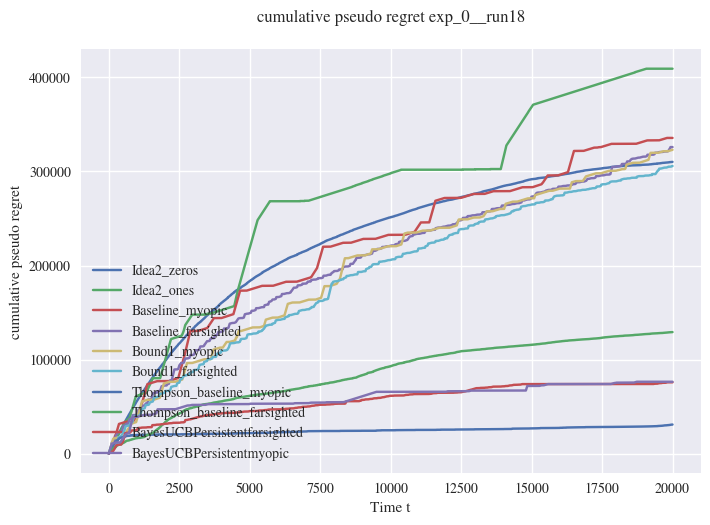 cumulative pseudo regret exp_0__run18
cumulative pseudo regret
400000
300000
200000
100000
0
Idea2_zeros
Idea2_ones
Baseline_myopic
Baseline_farsighted
Bound1_myopic
Bound1_farsighted
Thompson_baseline_myopic
Thompson_baseline_farsighted
BayesUCBPersistentfarsighted
BayesUCBPersistentmyopic
0 2500 5000 7500 10000 12500 15000 17500 20000
Time t